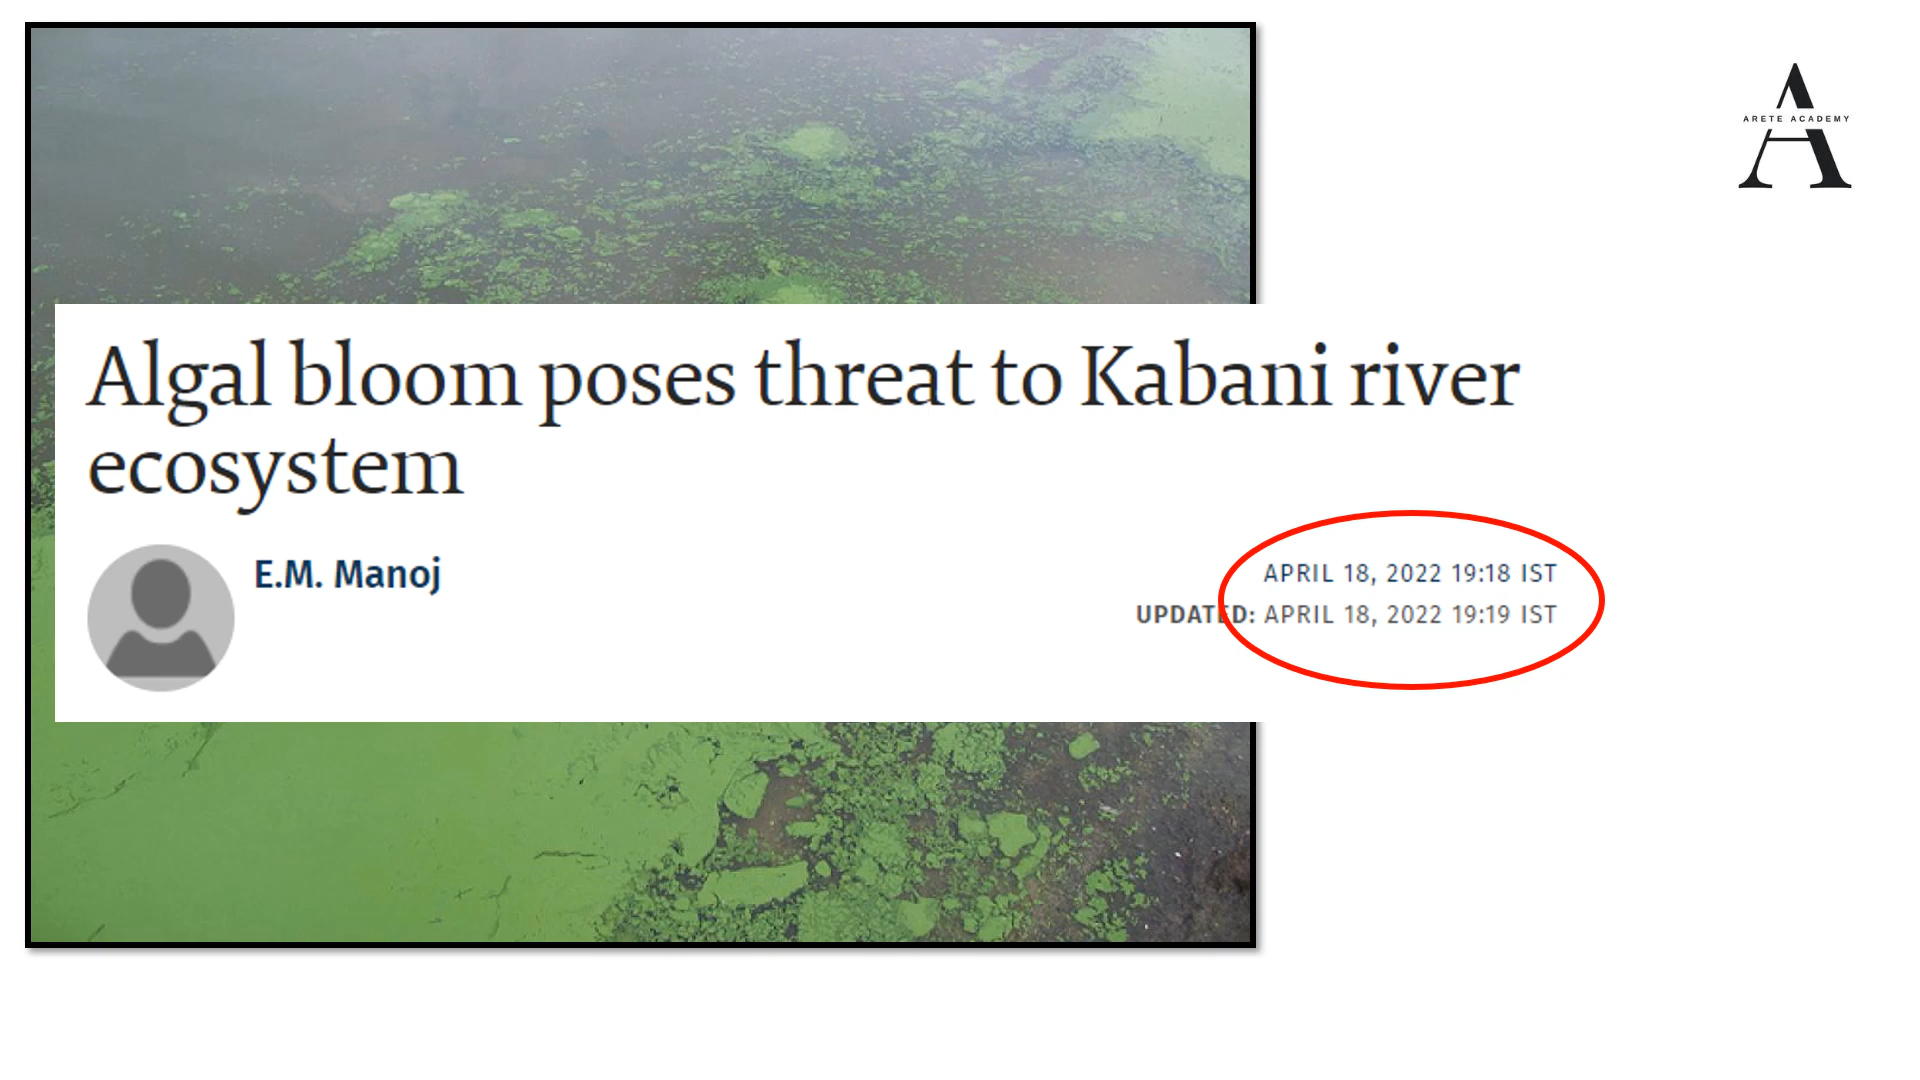 ARETE ACADEMY
Algal bloom poses threat to Kabani river
ecosystem
E.M. Manoj
APRIL 18, 2022 19:18 IST
UPDATED: APRIL 18, 2022 19:19 IST